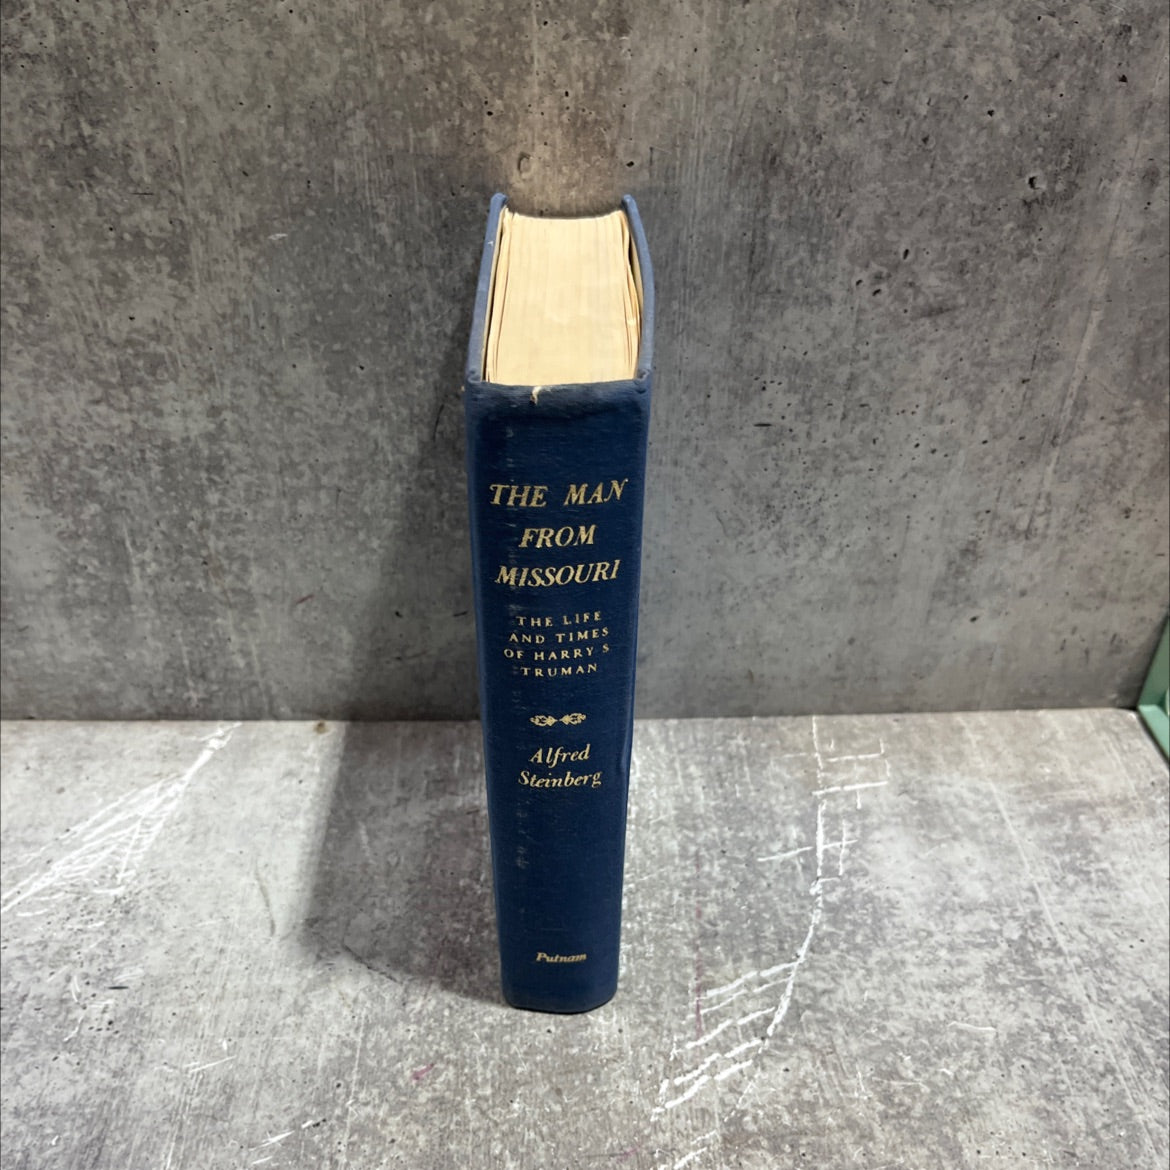 THE MAN
FROM
MISSOURI
THE LIFE
AND TIMES
OF HARRY S
TRUMAN
Alfred
Steinberg
Putnam